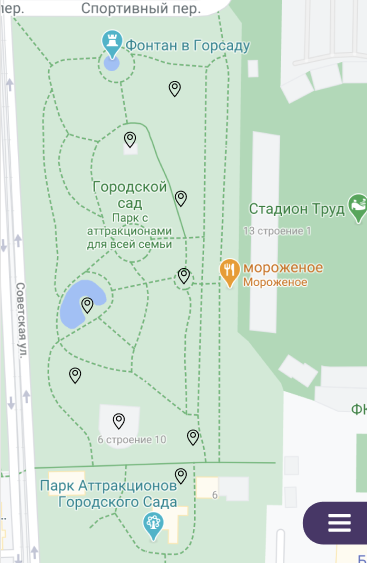 пер.
Спортивный пер.
Фонтан в Горсаду
Городской
сад
Парк с
аттракционами
для всей семьи
Стадион Труд
13 строение 1
мороженое
Мороженое
Советская ул.
ФК
6 строение 10
Парк Аттракционов
Городского Сада
6
Б